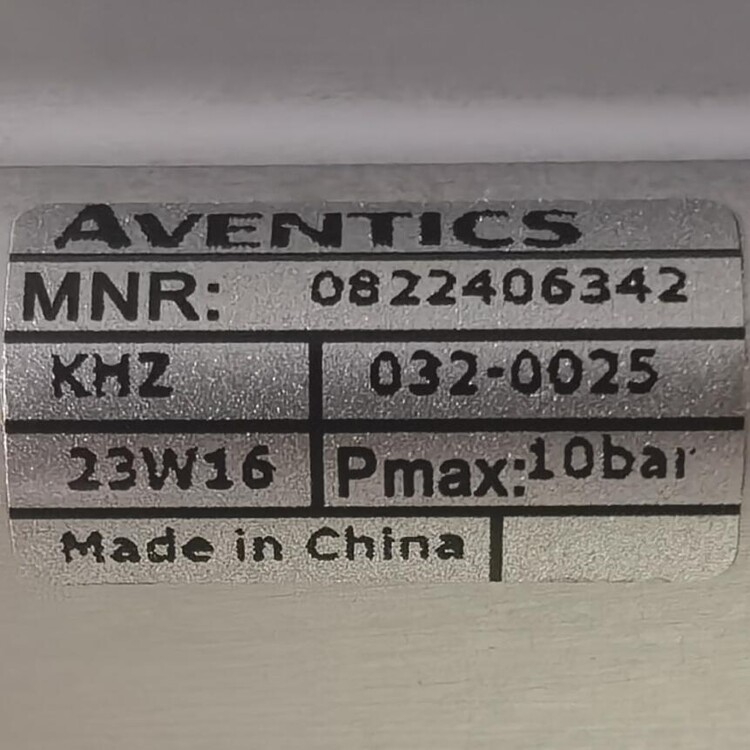 AVENTICS
MNR: 0822406342
KHZ 032-0025
23W16 Pmax:10bar
Made in China